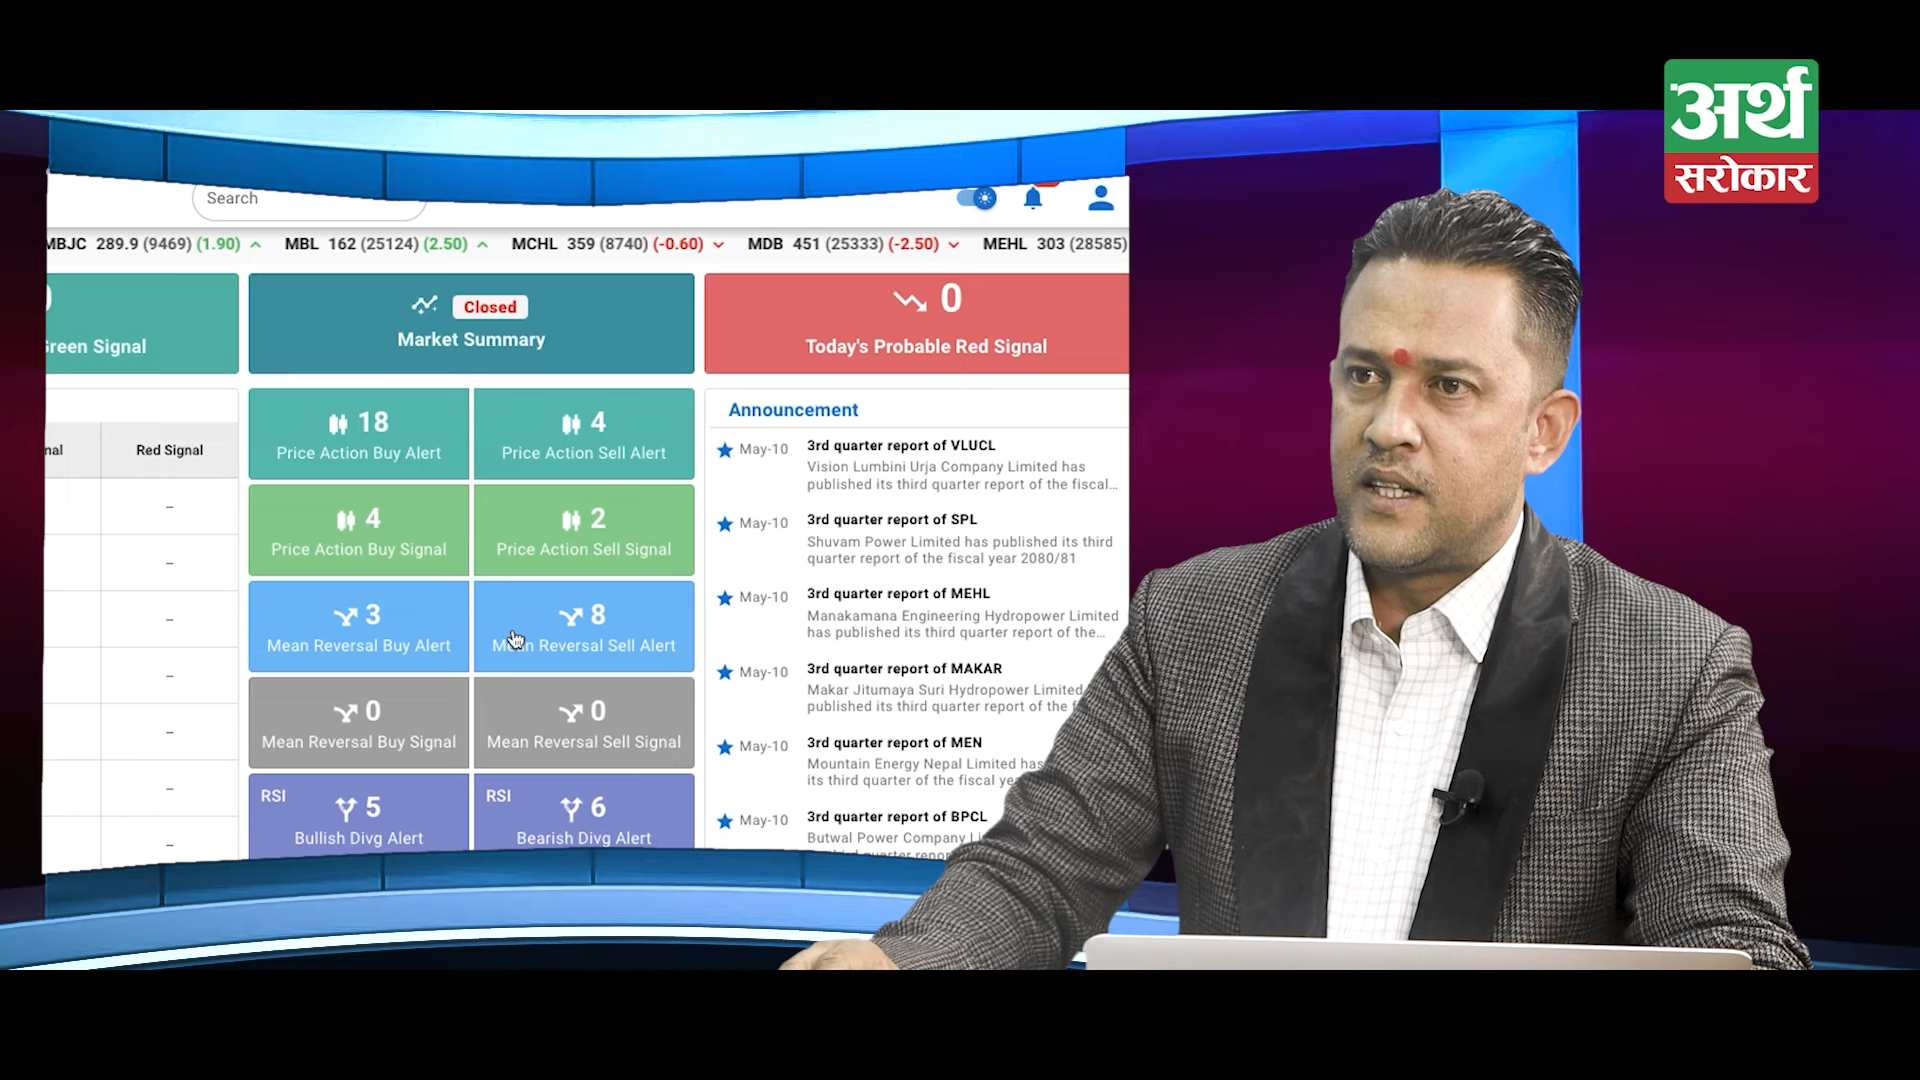 अर्थ
सरोकार
Search
MBJC 289.9 (9469) (1.90) MBL 162 (25124) (2.50) MCHL 359 (8740) (-0.60) MDB 451 (25333) (-2.50) MEHL 303 (28585)
Signal
Closed
Market Summary
0
Today's Probable Red Signal
Red Signal
–
–
–
–
–
–
–
18
Price Action Buy Alert
4
Price Action Sell Alert
4
Price Action Buy Signal
2
Price Action Sell Signal
3
Mean Reversal Buy Alert
8
Mean Reversal Sell Alert
0
Mean Reversal Buy Signal
0
Mean Reversal Sell Signal
RSI
5
Bullish Divg Alert
RSI
6
Bearish Divg Alert
Announcement
May-10 3rd quarter report of VLUCL
Vision Lumbini Urja Company Limited has
published its third quarter report of the fiscal...
May-10 3rd quarter report of SPL
Shuvam Power Limited has published its third
quarter report of the fiscal year 2080/81
May-10 3rd quarter report of MEHL
Manakamana Engineering Hydropower Limited
has published its third quarter report of the...
May-10 3rd quarter report of MAKAR
Makar Jitumaya Suri Hydropower Limited
published its third quarter report of the
May-10 3rd quarter report of MEN
Mountain Energy Nepal Limited has
its third quarter of the fiscal
May-10 3rd quarter report of BPCL
Butwal Power Company
quarter